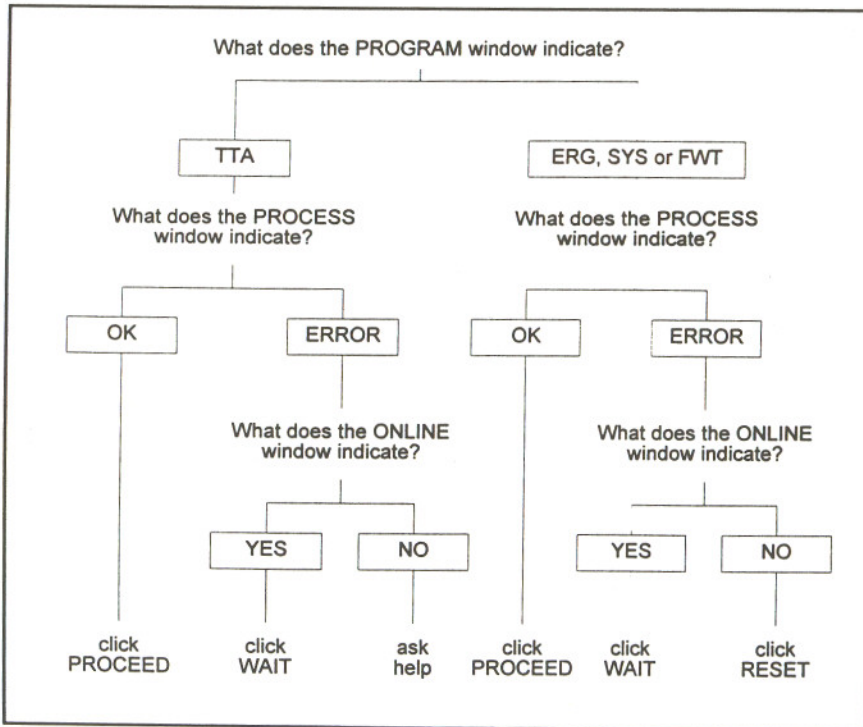 What does the PROGRAM window indicate?
TTA
ERG, SYS or FWT
What does the PROCESS
window indicate?
What does the PROCESS
window indicate?
OK
ERROR
OK
ERROR
What does the ONLINE
window indicate?
What does the ONLINE
window indicate?
YES
NO
YES
NO
click
PROCEED
click
WAIT
ask
help
click
PROCEED
click
WAIT
click
RESET